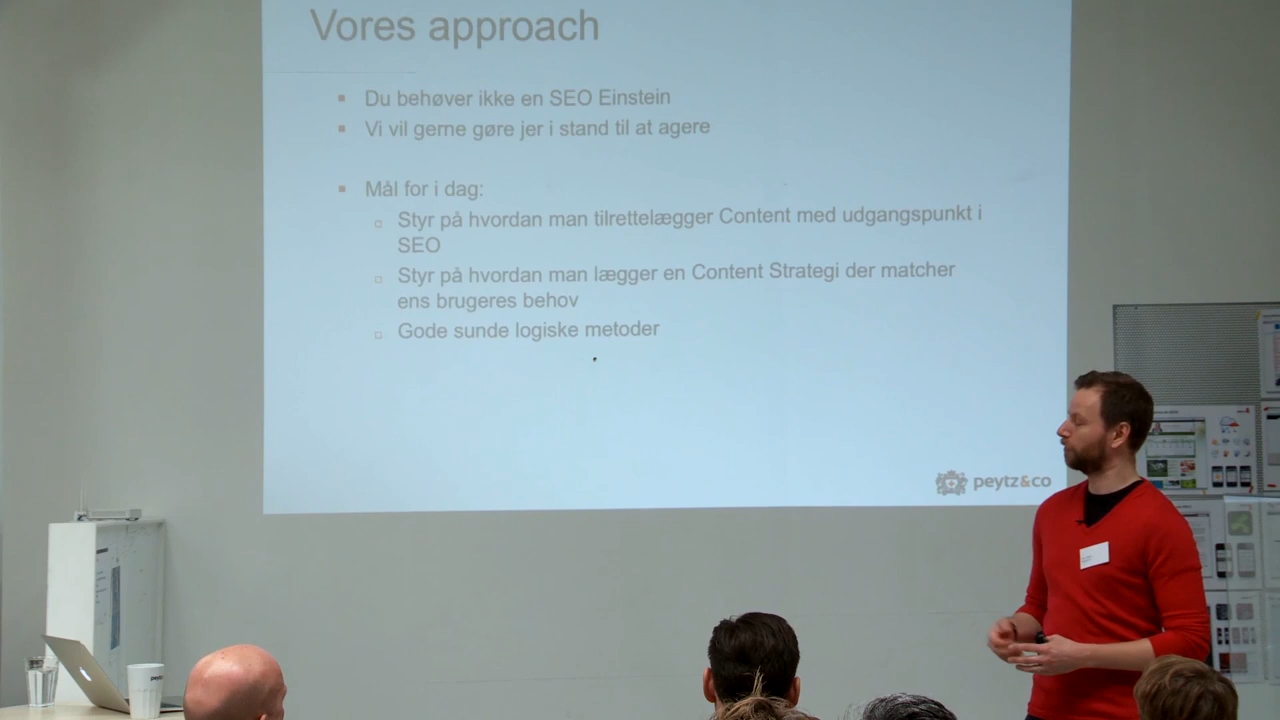 Vores approach
Du behøver ikke en SEO Einstein
Vi vil gerne gøre jer i stand til at agere
Mål for i dag:
Styr på hvordan man tilrettelægger Content med udgangspunkt i
SEO
Styr på hvordan man lægger en Content Strategi der matcher
ens brugeres behov
Gode sunde logiske metoder
peytz&co